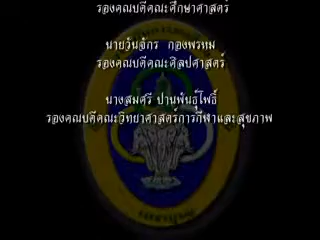 รองคณบดีคณะศึกษาศาสตร์
นายวันจักร กองพรหม
รองคณบดีคณะศิลปศาสตร์
นางสมศรี ปานพันธุ์โพธิ์
รองคณบดีคณะวิทยาศาสตร์การกีฬาและสุขภาพ